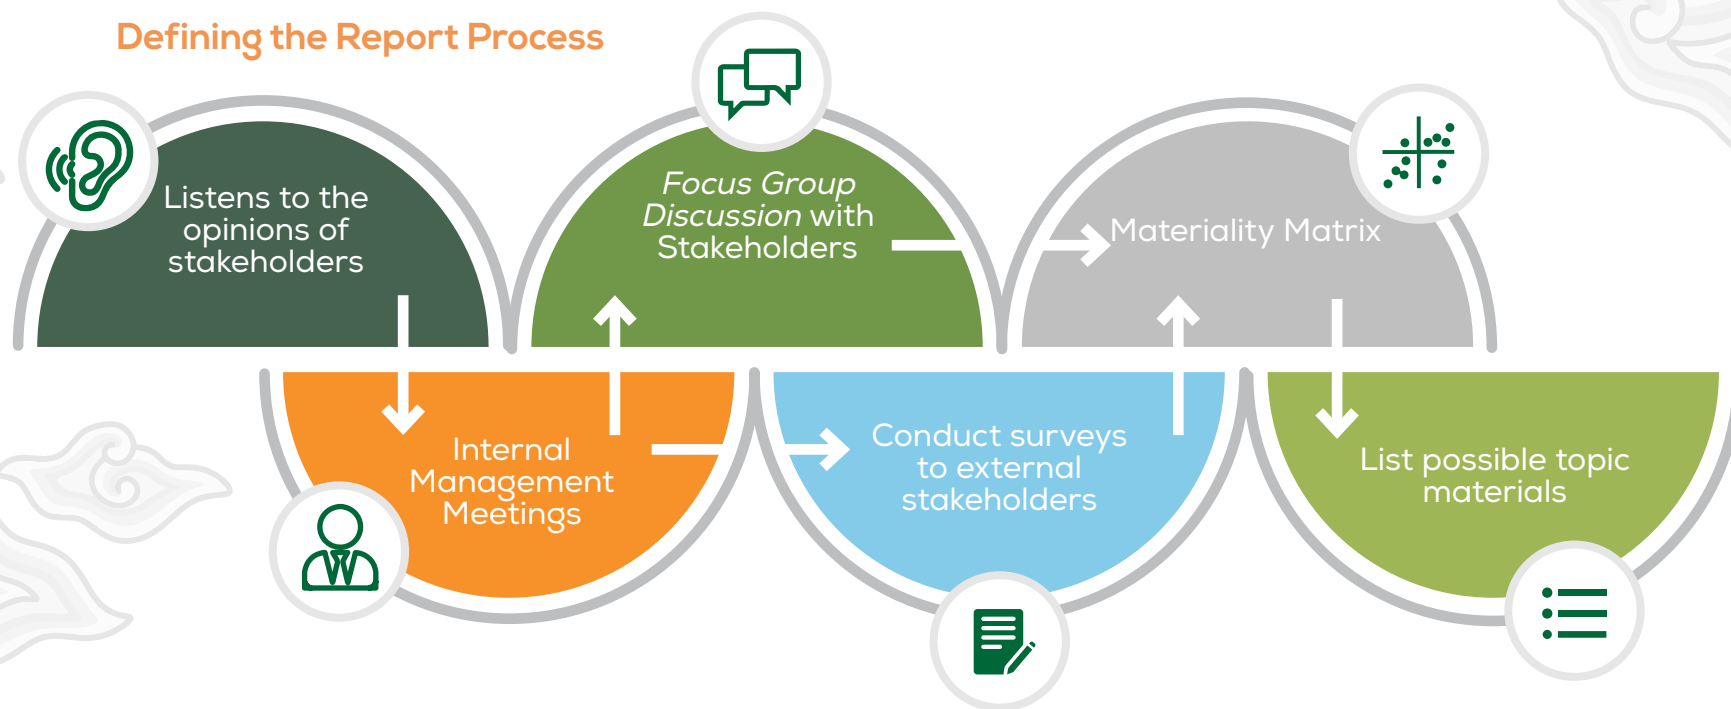 Defining the Report Process
Listens to the
opinions of
stakeholders
Focus Group
Discussion with
Stakeholders
Materiality Matrix
Internal
Management
Meetings
Conduct surveys
to external
stakeholders
List possible topic
materials